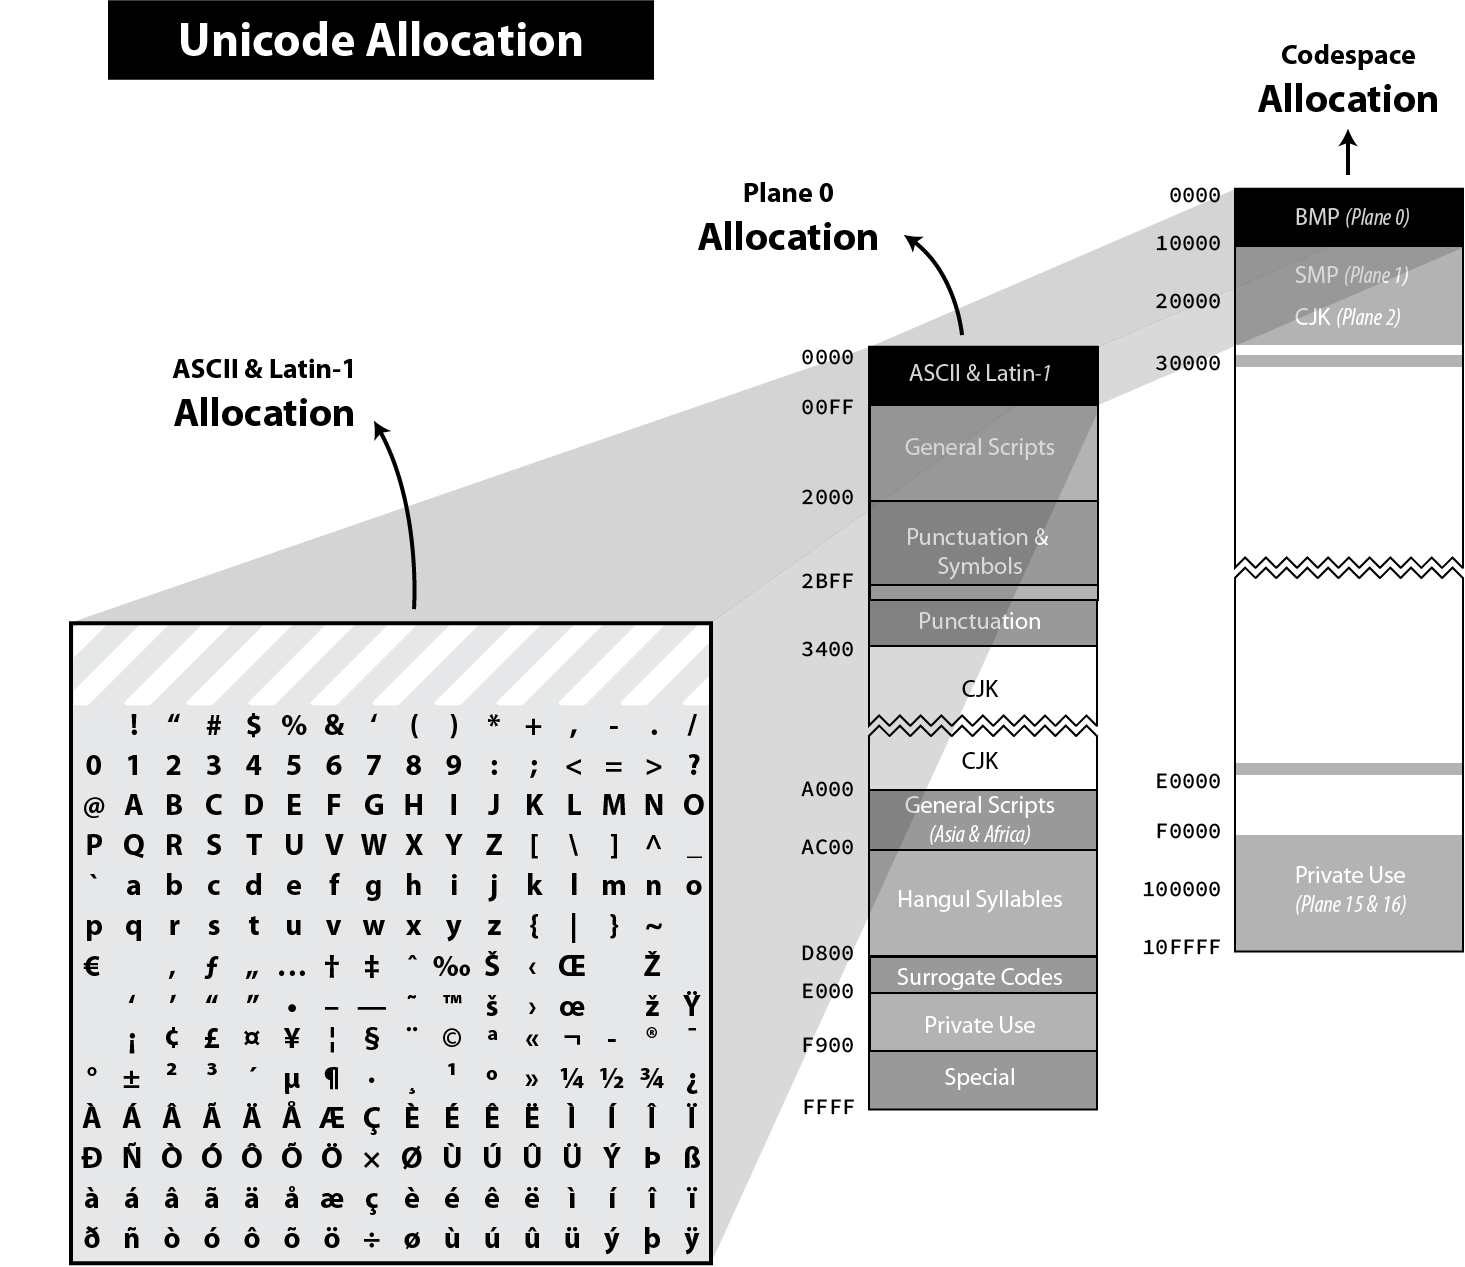 Unicode Allocation
Codespace
Allocation
Plane 0
Allocation
ASCII & Latin-1
Allocation
0000
10000
20000
30000
E0000
F0000
100000
10FFFF
BMP (Plane 0)
SMP (Plane 1)
CJK (Plane 2)
Private Use
(Plane 15 & 16)
0000
00FF
2000
2BFF
3400
A000
AC00
D800
E000
F900
FFFF
ASCII & Latin-1
General Scripts
Punctuation &
Symbols
Punctuation
CJK
CJK
General Scripts
(Asia & Africa)
Hangul Syllables
Surrogate Codes
Private Use
Special
! “ # $ % & ‘ ( ) * + , - . /
0 1 2 3 4 5 6 7 8 9 : ; < = > ?
@ A B C D E F G H I J K L M N O
P Q R S T U V W X Y Z [ \ ] ^ _
` a b c d e f g h i j k l m n o
p q r s t u v w x y z { | } ~
€ ‚ ƒ „ … † ‡ ˆ ‰ Š ‹ Œ Ž
‘ ’ “ ” • – — ˜ ™ š › œ ž Ÿ
¡ ¢ £ ¤ ¥ ¦ § ¨ © ª « ¬ - ® ¯
° ± ² ³ ´ µ ¶ · ¸ ¹ º » ¼ ½ ¾ ¿
À Á Â Ã Ä Å Æ Ç È É Ê Ë Ì Í Î Ï
Ð Ñ Ò Ó Ô Õ Ö × Ø Ù Ú Û Ü Ý Þ ß
à á â ã ä å æ ç è é ê ë ì í î ï
ð ñ ò ó ô õ ö ÷ ø ù ú û ü ý þ ÿ